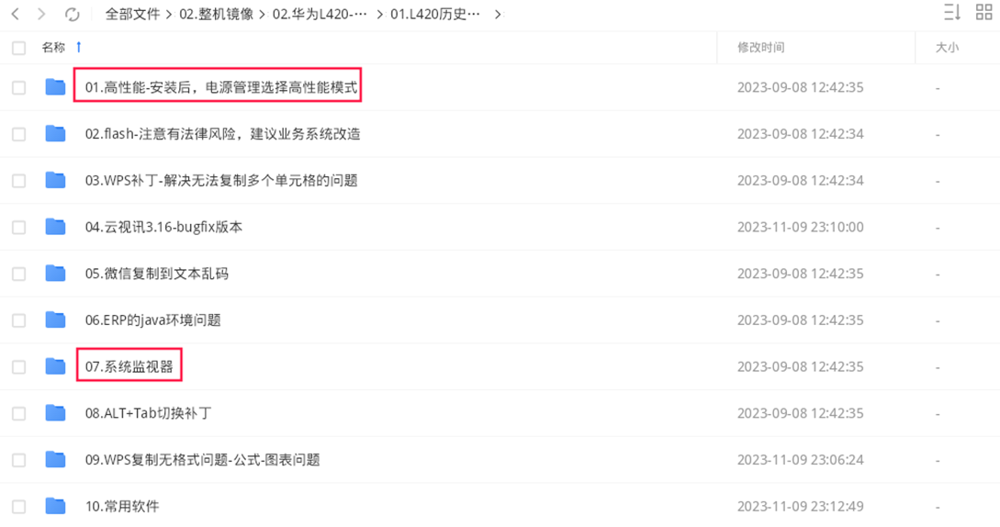 全部文件 > 02.整机镜像 > 02.华为L420-··· > 01.L420历史··· >
名称 修改时间 大小
01.高性能-安装后，电源管理选择高性能模式 2023-09-08 12:42:35 -
02.flash-注意有法律风险，建议业务系统改造 2023-09-08 12:42:34 -
03.WPS补丁-解决无法复制多个单元格的问题 2023-09-08 12:42:34 -
04.云视讯3.16-bugfix版本 2023-11-09 23:10:00 -
05.微信复制到文本乱码 2023-09-08 12:42:35 -
06.ERP的java环境问题 2023-09-08 12:42:35 -
07.系统监视器 2023-09-08 12:42:35 -
08.ALT+Tab切换补丁 2023-09-08 12:42:35 -
09.WPS复制无格式问题-公式-图表问题 2023-11-09 23:06:24 -
10.常用软件 2023-11-09 23:12:49 -